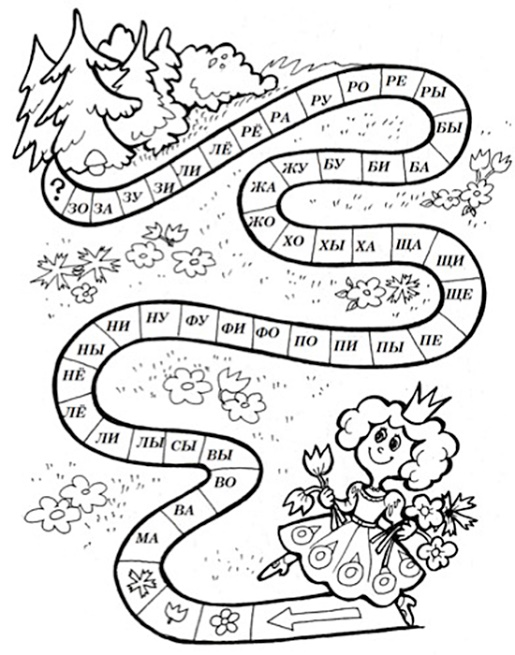 ?
ЗО ЗА ЗУ ЗИ ЛИ ЛЁ РЁ РА РУ РО РЕ РЫ
БЫ
ЖА ЖУ БУ БИ БА
ЖО ХО ХЫ ХА ЩА ЩИ
ЩЕ
НЫ НИ НУ ФУ ФИ ФО ПО ПИ ПЫ ПЕ
НЁ
ЛЁ
ЛИ ЛЫ СЫ ВЫ
ВО
ВА
МА